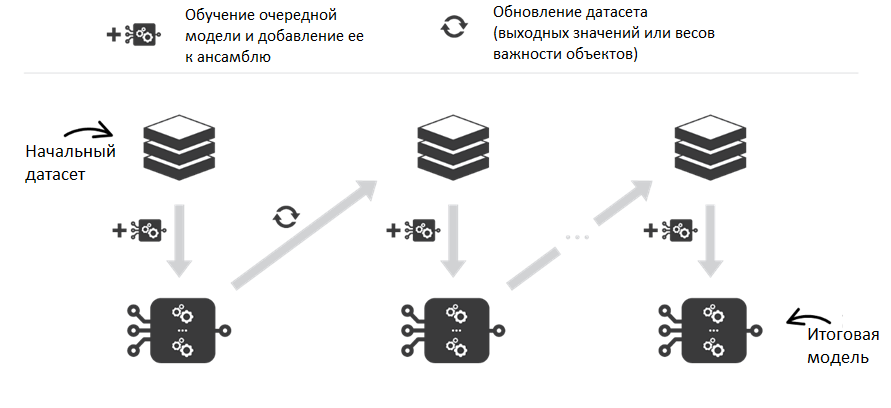 Обучение очередной
модели и добавление ее
к ансамблю
Обновление датасета
(выходных значений или весов
важности объектов)
Начальный
датасет
...
Итоговая
модель